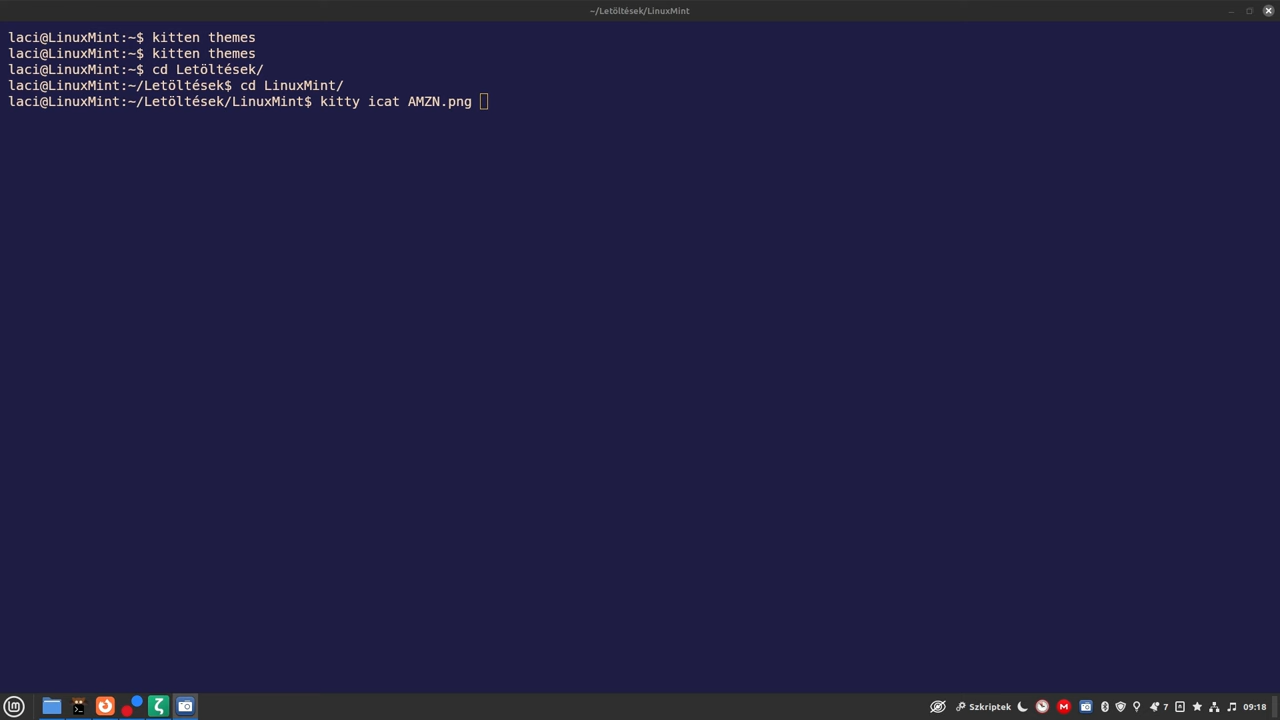 ~/Letöltések/LinuxMint
laci@LinuxMint:~$ kitten themes
laci@LinuxMint:~$ kitten themes
laci@LinuxMint:~$ cd Letöltések/
laci@LinuxMint:~/Letöltések$ cd LinuxMint/
laci@LinuxMint:~/Letöltések/LinuxMint$ kitty icat AMZN.png
Szkriptek 7 09:18